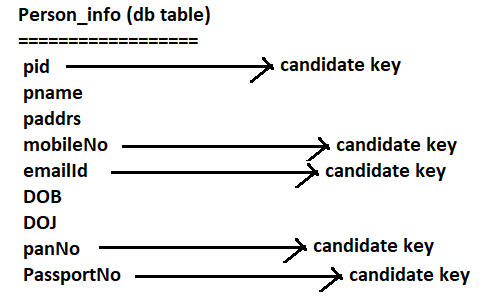 Person_info (db table)
==================
pid candidate key
pname
paddrs
mobileNo candidate key
emailId candidate key
DOB
DOJ
panNo candidate key
PassportNo candidate key